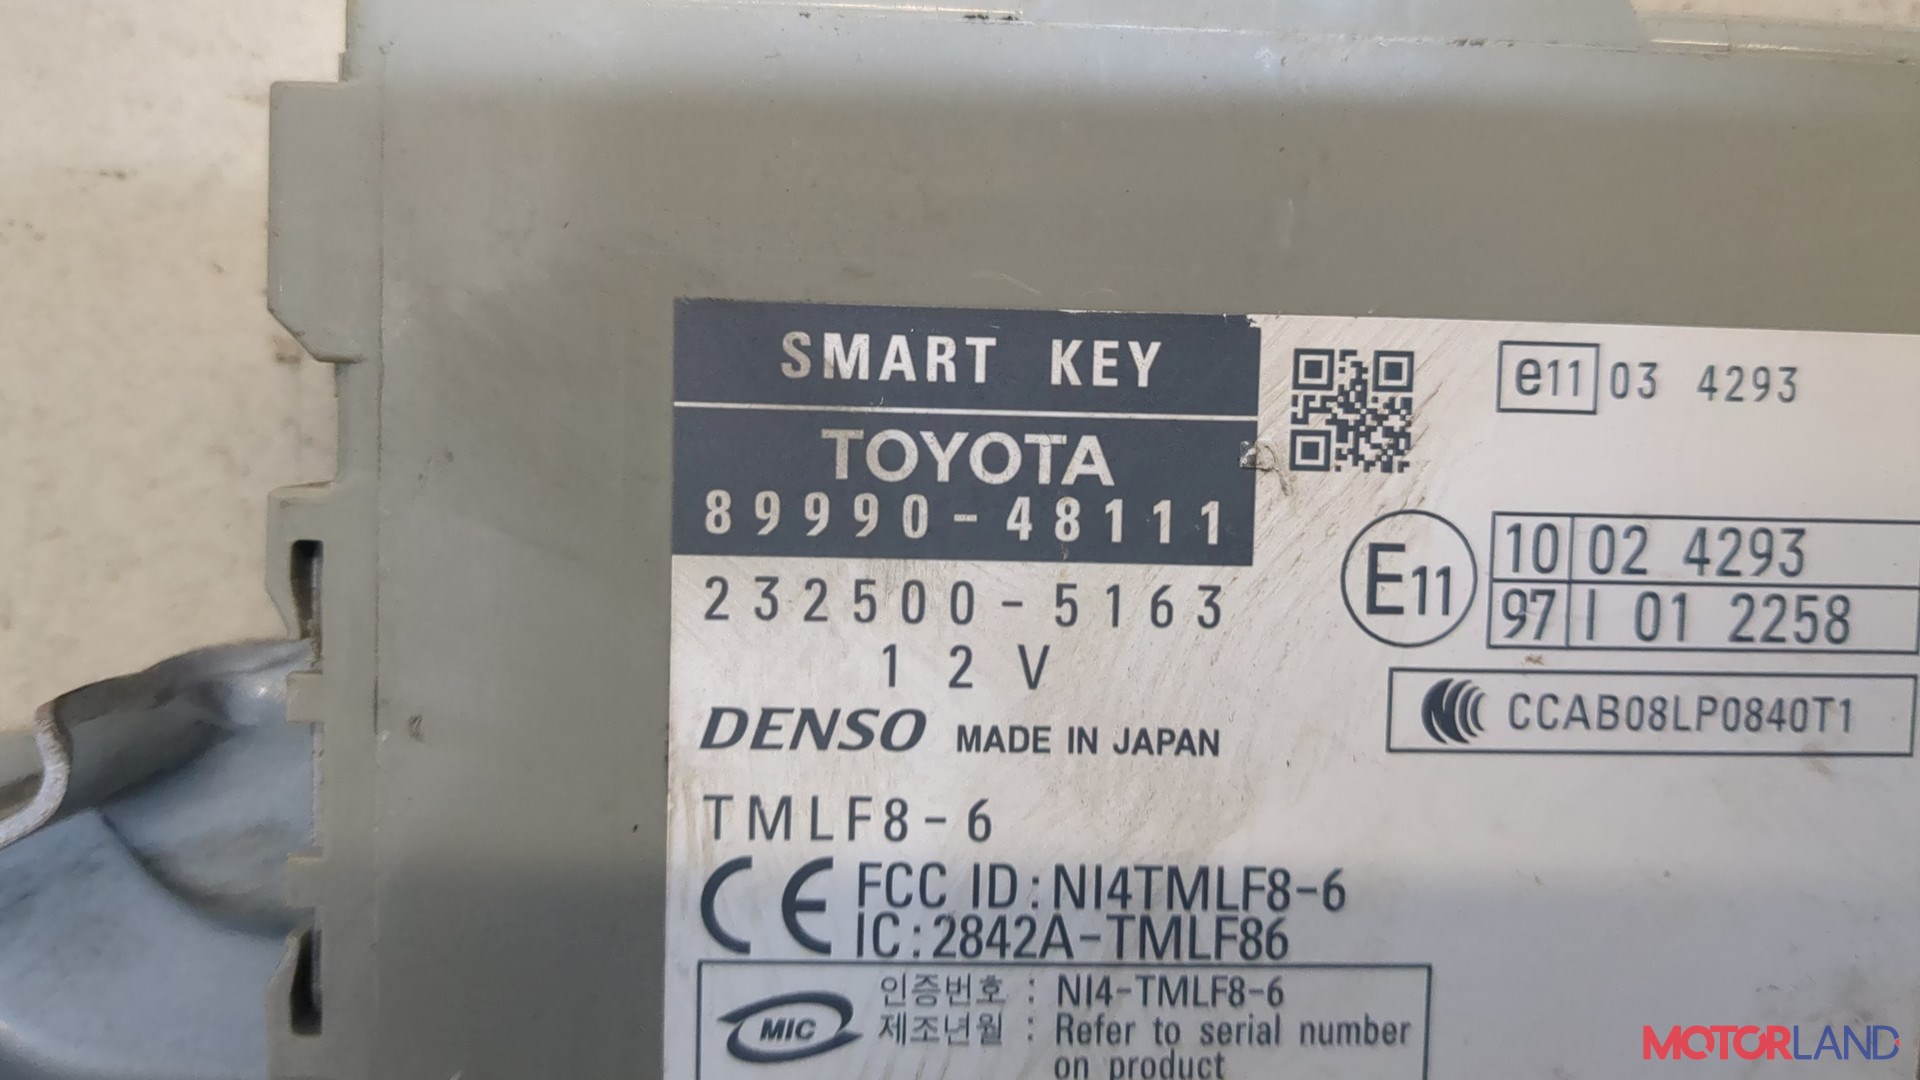 SMART KEY
TOYOTA
89990-48111
232500-5163
12V
DENSO MADE IN JAPAN
TMLF8-6
CE FCC ID:NI4TMLF8-6
IC:2842A-TMLF86
MIC
인증번호 : NI4-TMLF8-6
제조년월 : Refer to serial number
on product
e11 03 4293
E11
10 02 4293
97 I 01 2258
CCAB08LP0840T1
MOTORLAND